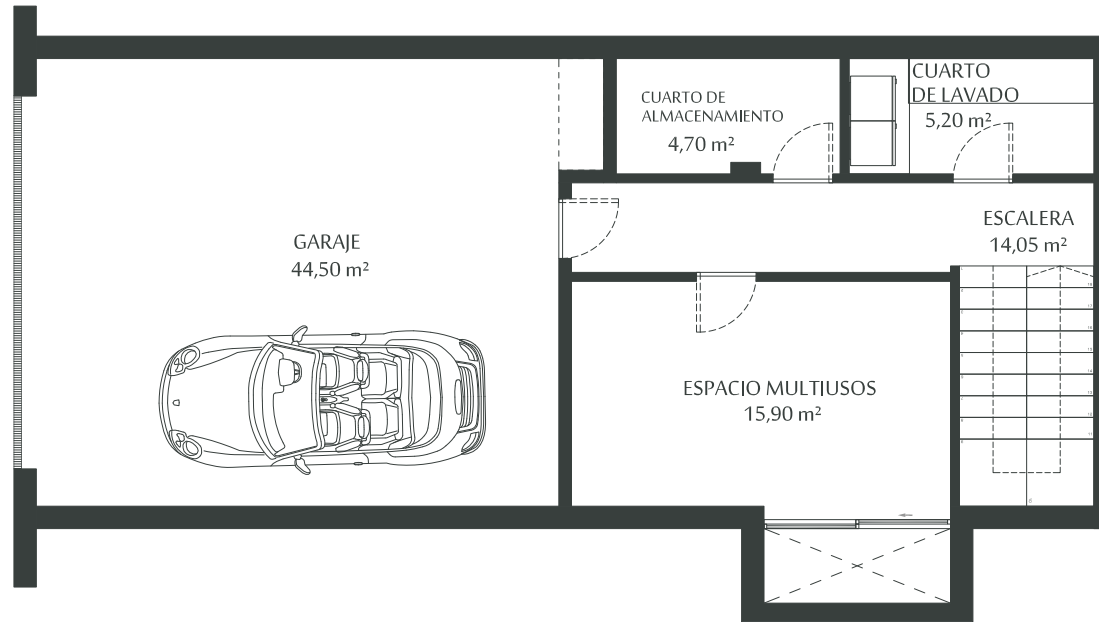 CUARTO DE
ALMACENAMIENTO
4,70 m²
CUARTO
DE LAVADO
5,20 m²
GARAJE
44,50 m²
ESCALERA
14,05 m²
ESPACIO MULTIUSOS
15,90 m²